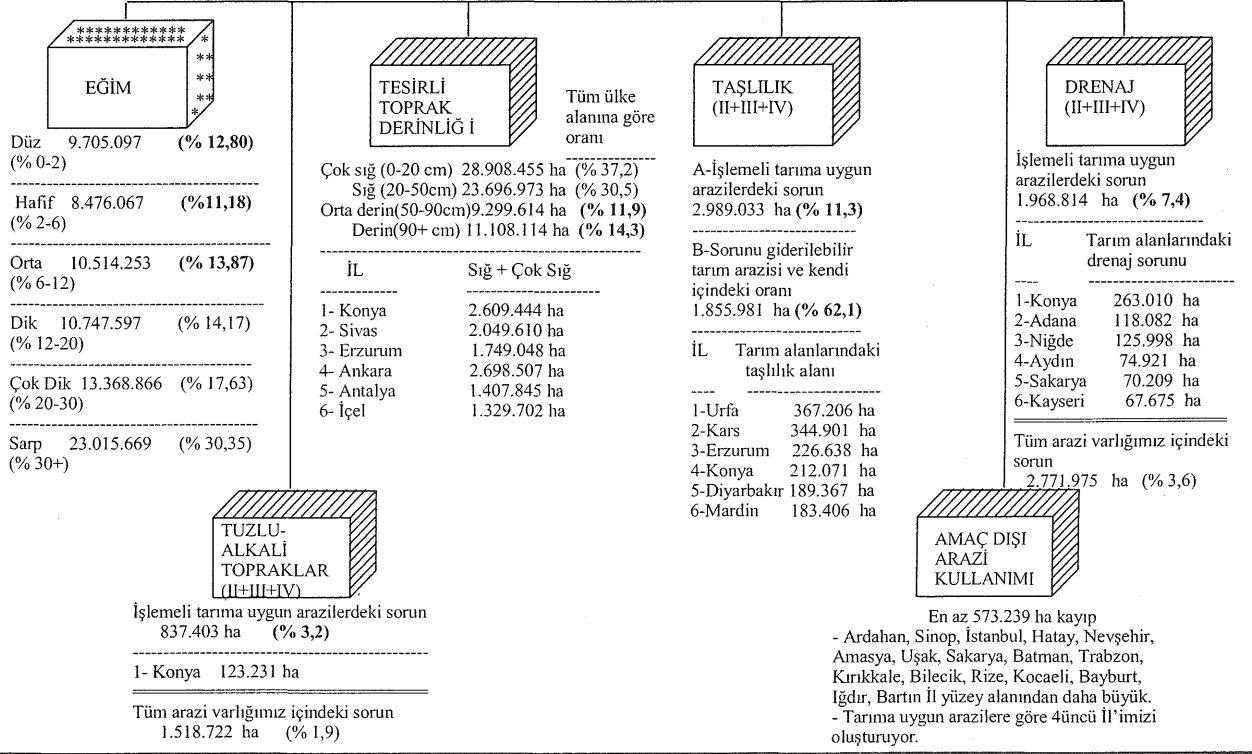 EĞİM
Düz 9.705.097 (% 12,80)
(% 0-2)
Hafif 8.476.067 (%11,18)
(% 2-6)
Orta 10.514.253 (% 13,87)
(% 6-12)
Dik 10.747.597 (% 14,17)
(% 12-20)
Çok Dik 13.368.866 (% 17,63)
(% 20-30)
Sarp 23.015.669 (% 30,35)
(% 30+)
TESİRLİ
TOPRAK
DERİNLİĞ İ
Tüm ülke
alanına göre
oranı
Çok sığ (0-20 cm) 28.908.455 ha (% 37,2)
Sığ (20-50cm) 23.696.973 ha (% 30,5)
Orta derin(50-90cm)9.299.614 ha (% 11,9)
Derin(90+ cm) 11.108.114 ha (% 14,3)
İL Sığ + Çok Sığ
1- Konya 2.609.444 ha
2- Sivas 2.049.610 ha
3- Erzurum 1.749.048 ha
4- Ankara 2.698.507 ha
5- Antalya 1.407.845 ha
6- İçel 1.329.702 ha
TAŞLILIK
(II+III+IV)
A-İşlemeli tarıma uygun
arazilerdeki sorun
2.989.033 ha (% 11,3)
B-Sorunu giderilebilir
tarım arazisi ve kendi
içindeki oranı
1.855.981 ha (% 62,1)
İL Tarım alanlarındaki
taşlılık alanı
1-Urfa 367.206 ha
2-Kars 344.901 ha
3-Erzurum 226.638 ha
4-Konya 212.071 ha
5-Diyarbakır 189.367 ha
6-Mardin 183.406 ha
DRENAJ
(II+III+IV)
İşlemeli tarıma uygun
arazilerdeki sorun
1.968.814 ha (% 7,4)
İL Tarım alanlarındaki
drenaj sorunu
1-Konya 263.010 ha
2-Adana 118.082 ha
3-Niğde 125.998 ha
4-Aydın 74.921 ha
5-Sakarya 70.209 ha
6-Kayseri 67.675 ha
Tüm arazi varlığımız içindeki
sorun
2.771.975 ha (% 3,6)
TUZLU-
ALKALİ
TOPRAKLAR
(II+III+IV)
İşlemeli tarıma uygun arazilerdeki sorun
837.403 ha (% 3,2)
1- Konya 123.231 ha
Tüm arazi varlığımız içindeki sorun
1.518.722 ha (% 1,9)
AMAÇ DIŞI
ARAZİ
KULLANIMI
En az 573.239 ha kayıp
- Ardahan, Sinop, İstanbul, Hatay, Nevşehir,
Amasya, Uşak, Sakarya, Batman, Trabzon,
Kırıkkale, Bilecik, Rize, Kocaeli, Bayburt,
Iğdır, Bartın İl yüzey alanından daha büyük.
- Tarıma uygun arazilere göre 4üncü İl'imizi
oluşturuyor.